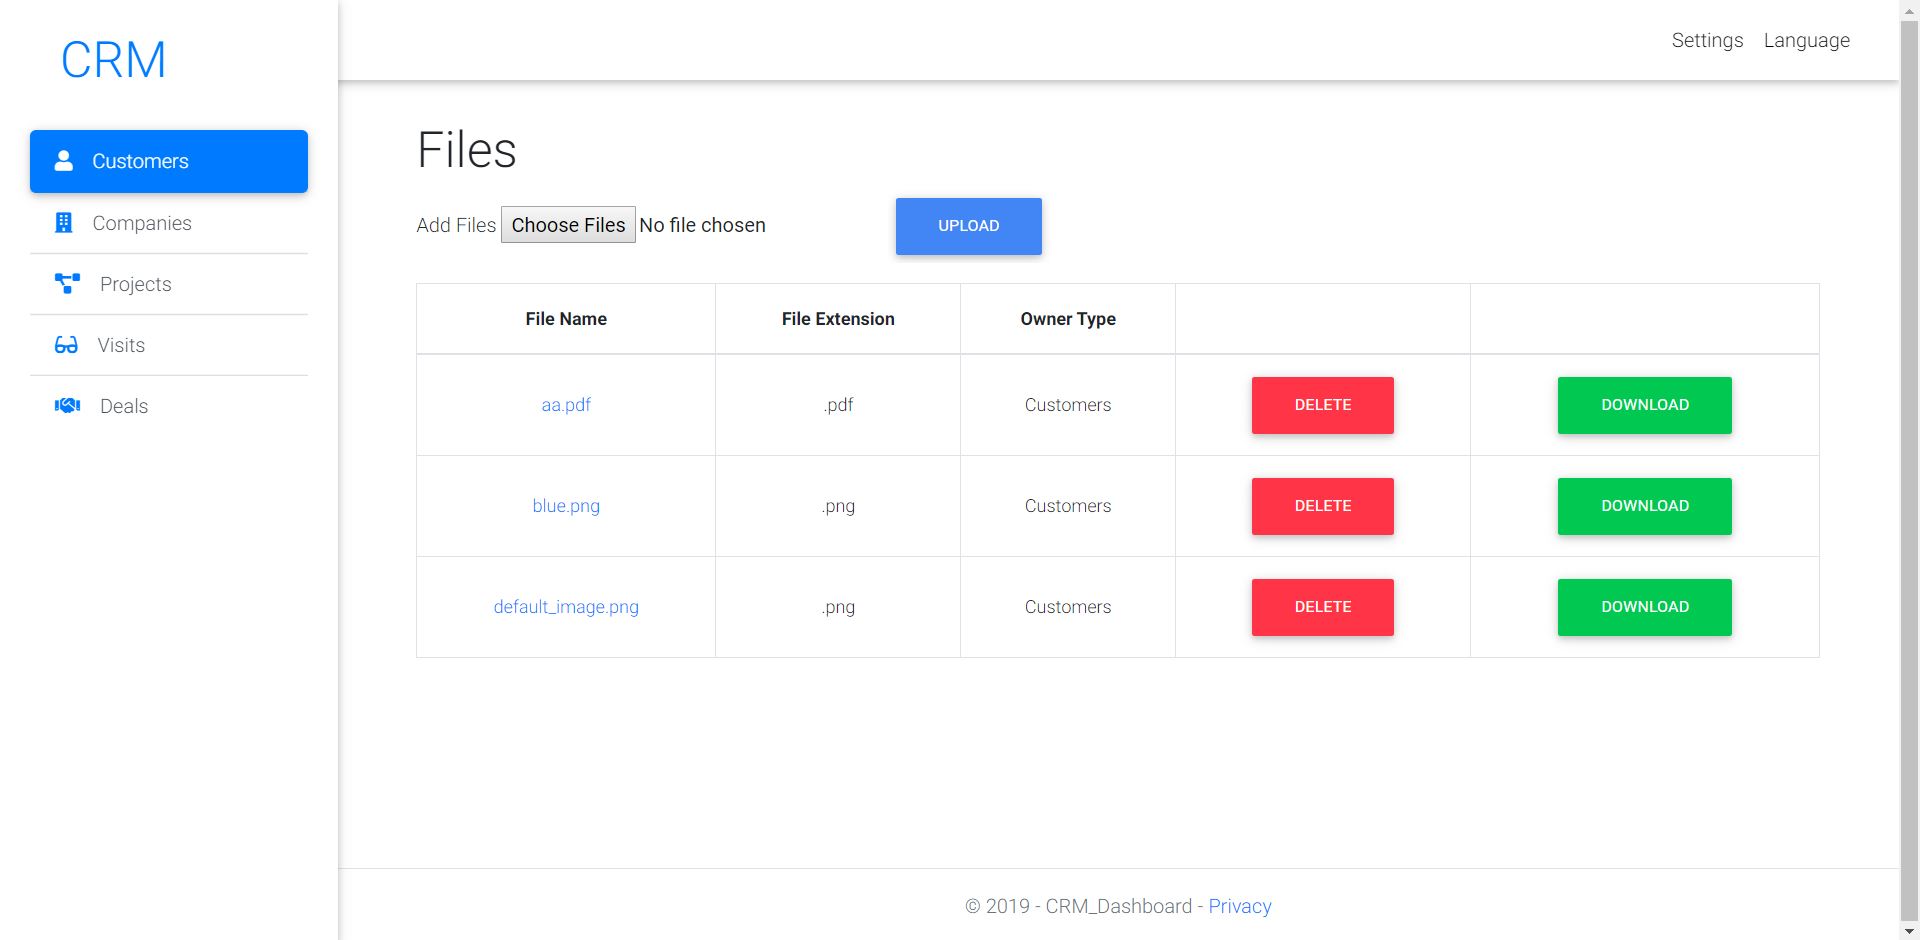 CRM
Settings Language
Customers
Companies
Projects
Visits
Deals
Files
Add Files Choose Files No file chosen UPLOAD
File Name File Extension Owner Type
aa.pdf .pdf Customers DELETE DOWNLOAD
blue.png .png Customers DELETE DOWNLOAD
default_image.png .png Customers DELETE DOWNLOAD
© 2019 - CRM_Dashboard - Privacy